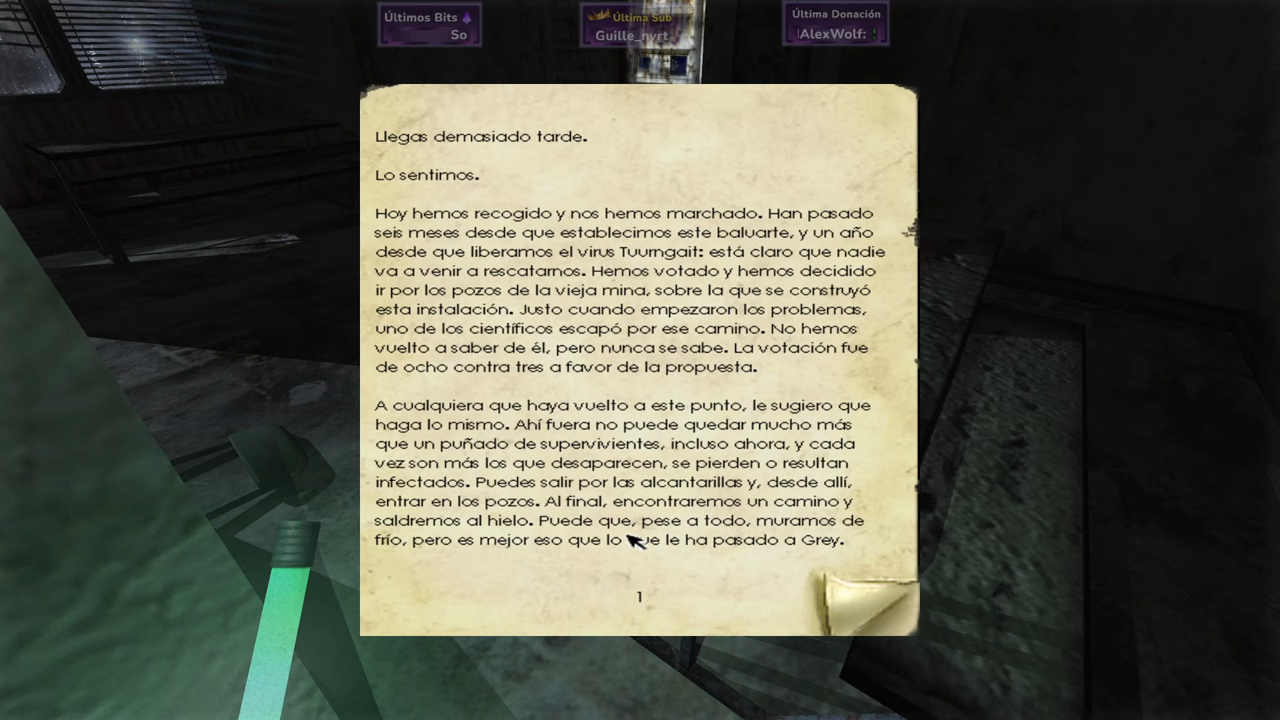 Últimos Bits
Última Sub
Última Donación
So
Guille_nyrt
AlexWolf:
Llegas demasiado tarde.
Lo sentimos.
Hoy hemos recogido y nos hemos marchado. Han pasado
seis meses desde que establecimos este baluarte, y un año
desde que liberamos el virus Tuurngait: está claro que nadie
va a venir a rescatarnos. Hemos votado y hemos decidido
ir por los pozos de la vieja mina, sobre la que se construyó
esta instalación. Justo cuando empezaron los problemas,
uno de los científicos escapó por ese camino. No hemos
vuelto a saber de él, pero nunca se sabe. La votación fue
de ocho contra tres a favor de la propuesta.
A cualquiera que haya vuelto a este punto, le sugiero que
haga lo mismo. Ahí fuera no puede quedar mucho más
que un puñado de supervivientes, incluso ahora, y cada
vez son más los que desaparecen, se pierden o resultan
infectados. Puedes salir por las alcantarillas y, desde allí,
entrar en los pozos. Al final, encontraremos un camino y
saldremos al hielo. Puede que, pese a todo, muramos de
frío, pero es mejor eso que lo que le ha pasado a Grey.
1